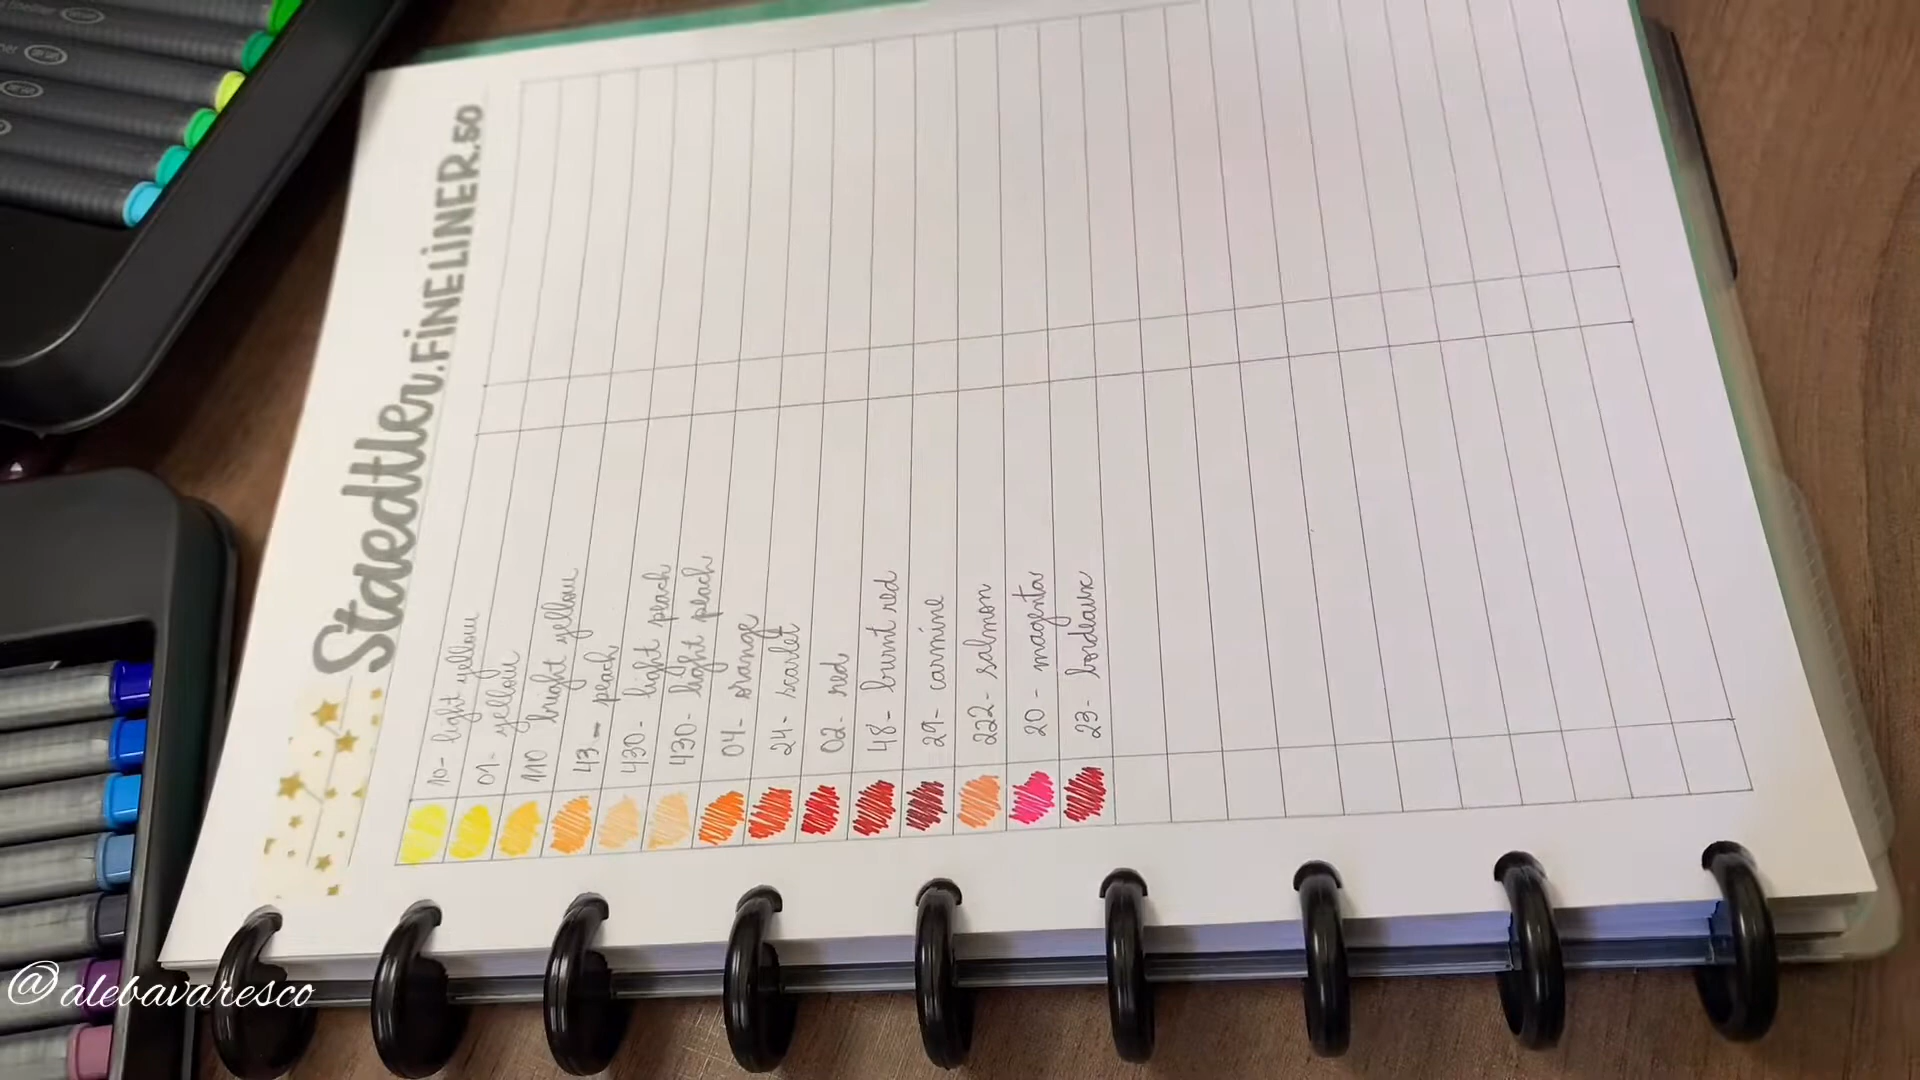 Staedtler.FINELINER.50
10- light yellow
01- yellow
110 bright yellow
43- peach
430- light peach
430- light peach
04- orange
24- scarlet
02- red
48- burnt red
29- carmine
222- salmon
20- magenta
23- bordeaux
@alebavaresco